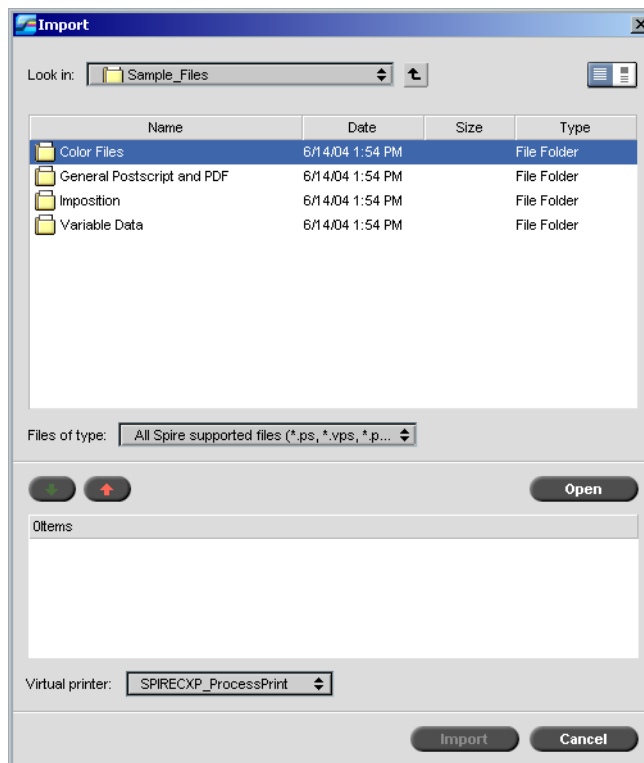 Import
Look in: Sample_Files
Name Date Size Type
Color Files 6/14/04 1:54 PM File Folder
General Postscript and PDF 6/14/04 1:54 PM File Folder
Imposition 6/14/04 1:54 PM File Folder
Variable Data 6/14/04 1:54 PM File Folder
Files of type: All Spire supported files (*.ps, *.vps, *.p...
Open
0Items
Virtual printer: SPIRECXP_ProcessPrint
Import Cancel